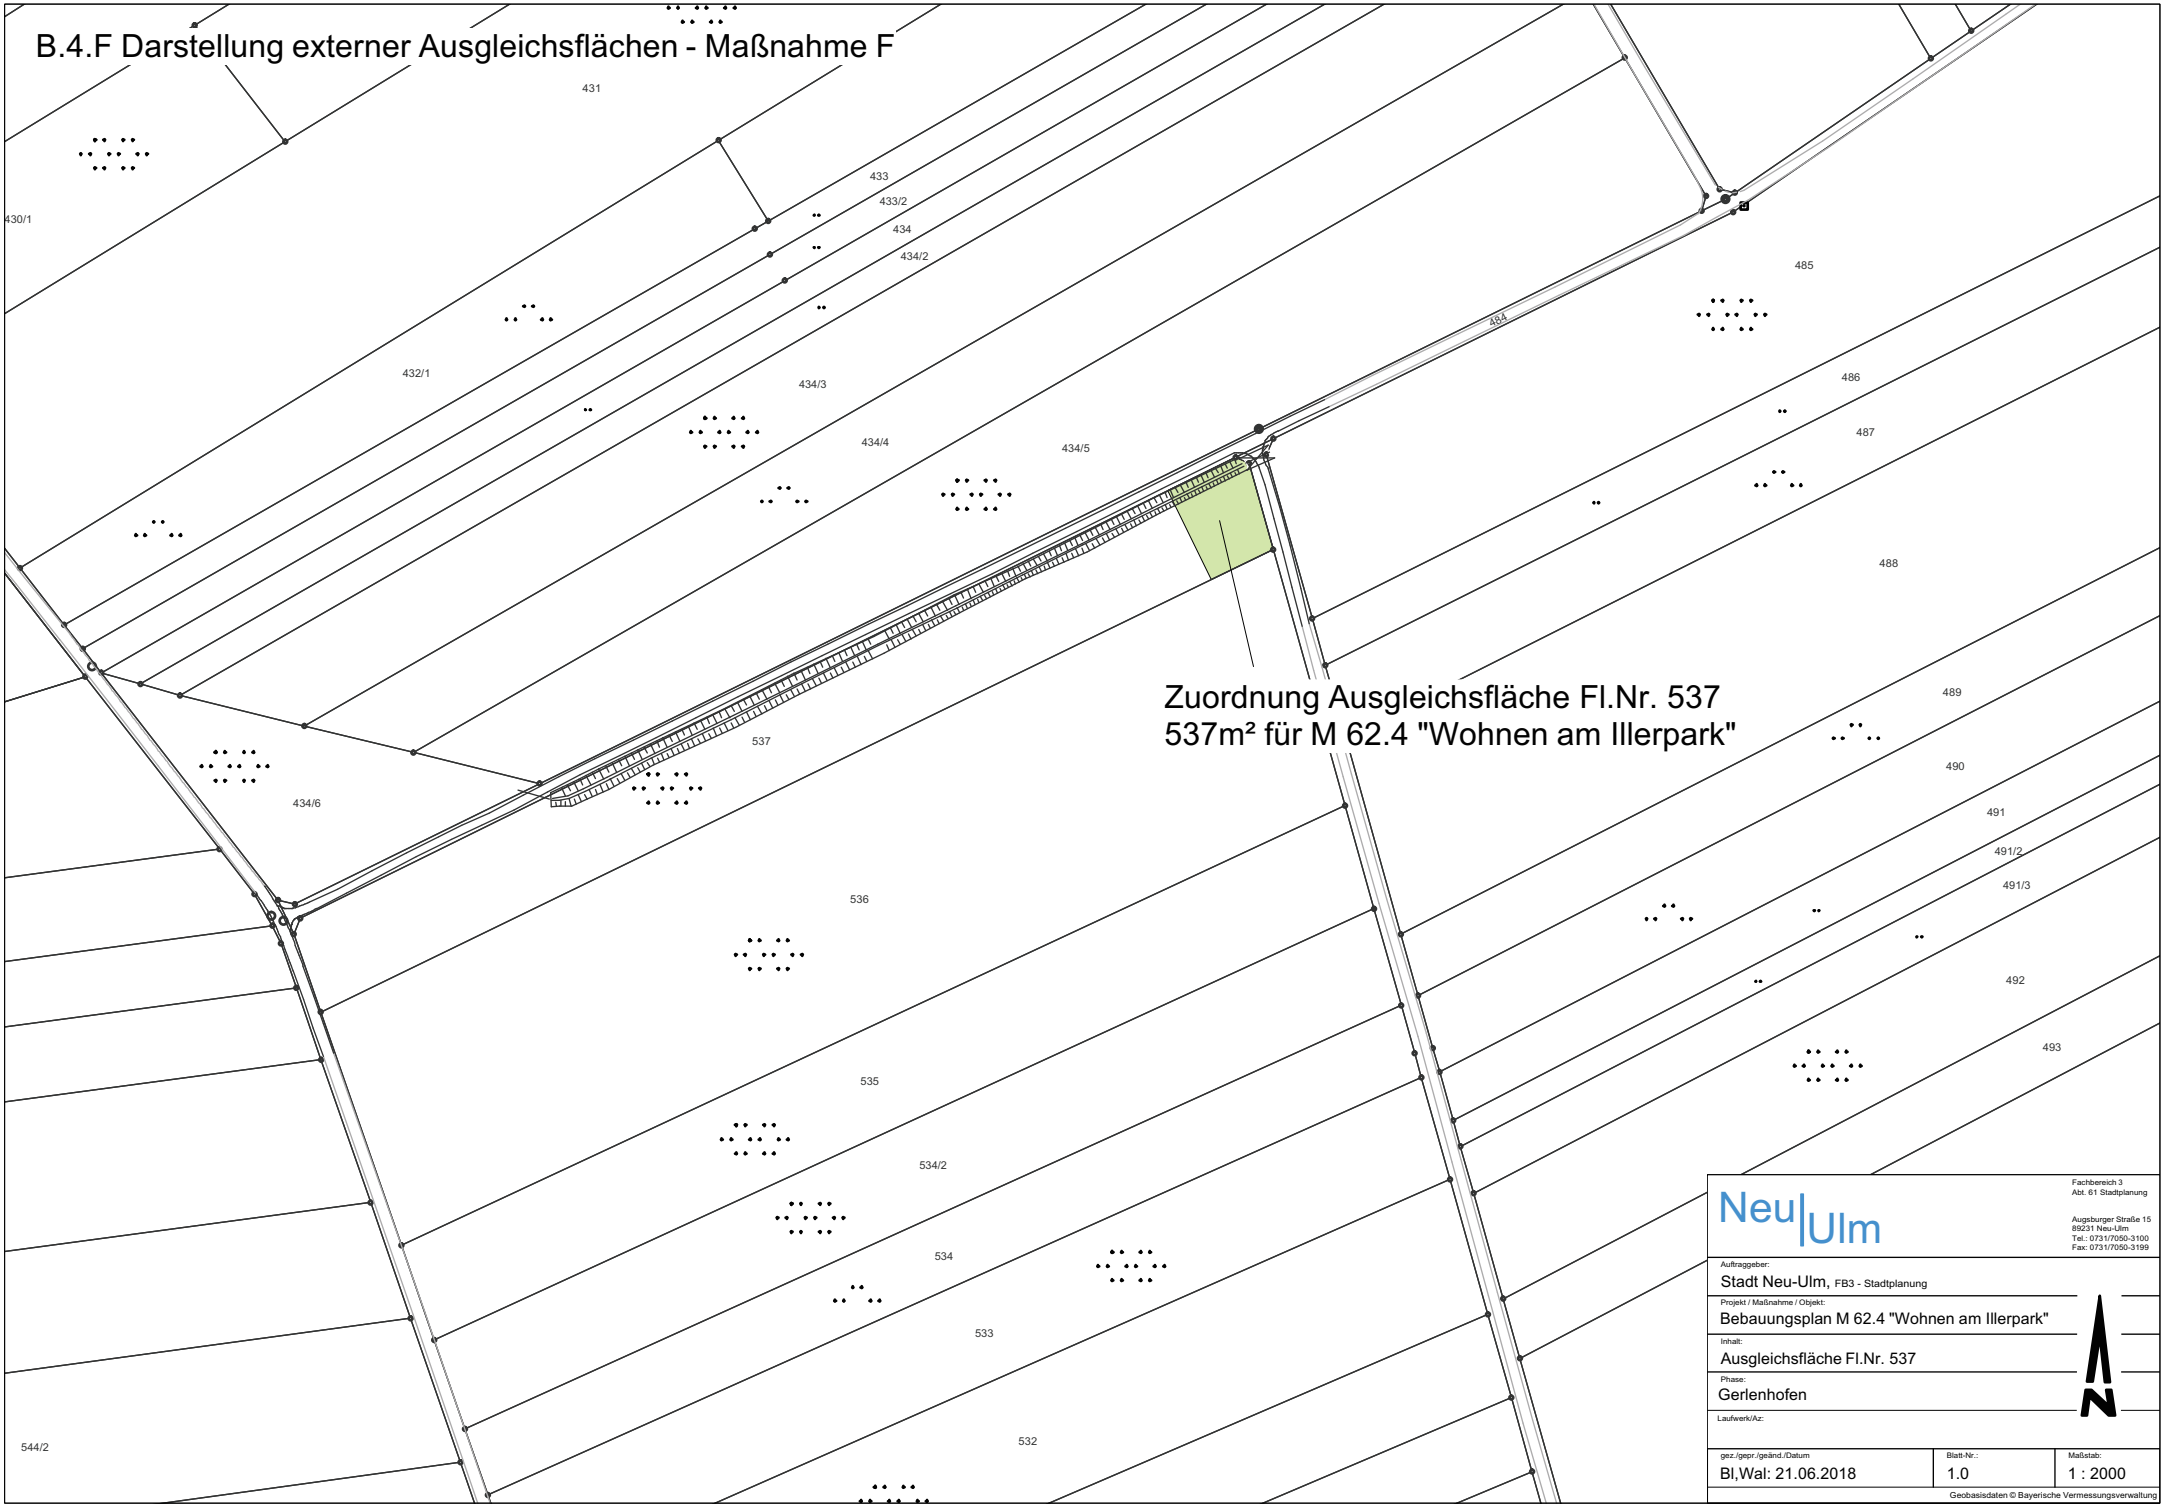 B.4.F Darstellung externer Ausgleichsflächen - Maßnahme F
431
433
433/2
434
434/2
430/1
485
484
432/1
434/3
486
434/4
434/5
487
488
Zuordnung Ausgleichsfläche Fl.Nr. 537
537m² für M 62.4 "Wohnen am Illerpark"
489
537
490
434/6
491
491/2
491/3
536
492
493
535
534/2
534
533
532
544/2
Neu Ulm
Fachbereich 3
Abt. 61 Stadtplanung
Augsburger Straße 15
89231 Neu-Ulm
Tel.: 0731/7050-3100
Fax: 0731/7050-3199
Auftraggeber:
Stadt Neu-Ulm, FB3 - Stadtplanung
Projekt / Maßnahme / Objekt:
Bebauungsplan M 62.4 "Wohnen am Illerpark"
Inhalt:
Ausgleichsfläche Fl.Nr. 537
Phase:
Gerlenhofen
N
Laufwerk/Az:
gez./gepr./geänd./Datum
Bl,Wal: 21.06.2018
Blatt-Nr.:
1.0
Maßstab:
1 : 2000
Geobasisdaten © Bayerische Vermessungsverwaltung